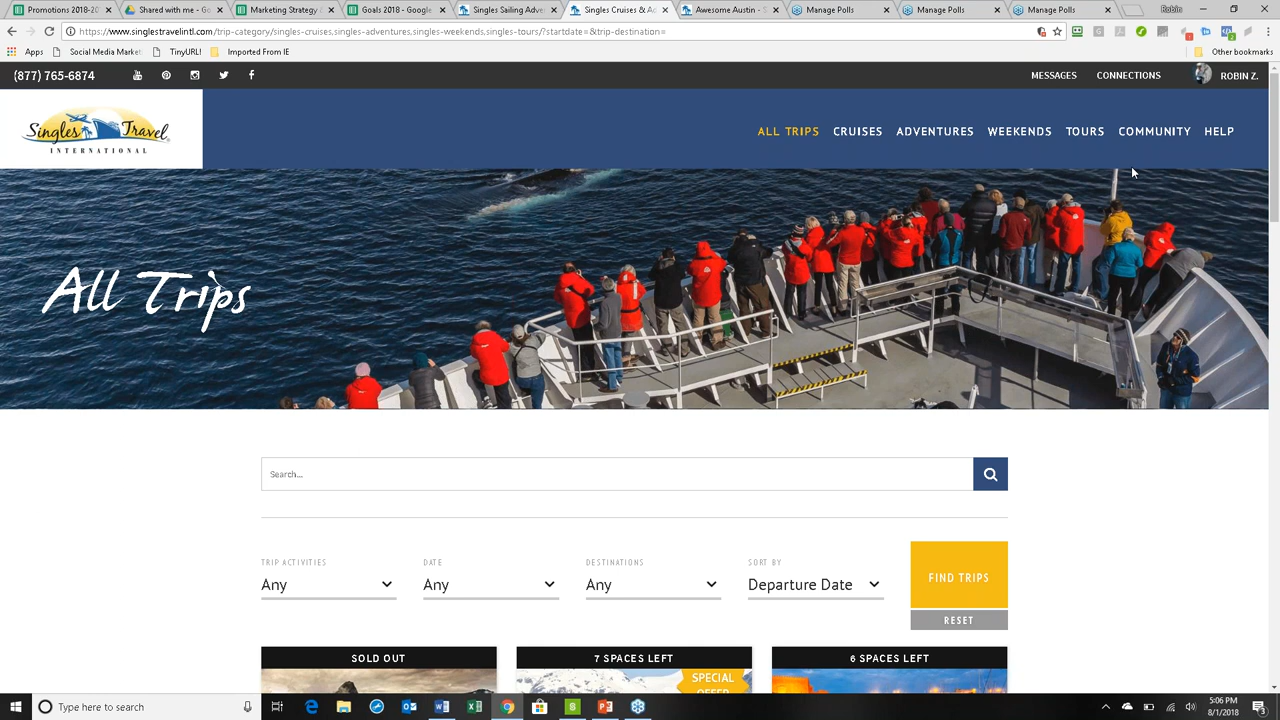 Promotions 2018-20
Shared with me - Go
Marketing Strategy
Goals 2018 - Google
Singles Sailing Adve
Singles Cruises & Ac
Awesome Austin - S
Manage Polls
Manage Polls
Manage Polls
Robin
https://www.singlestravelintl.com/trip-category/singles-cruises,singles-adventures,singles-weekends,singles-tours/?startdate=&trip-destination=
Apps
Social Media Market
TinyURL!
Imported From IE
Other bookmarks
(877) 765-6874
MESSAGES
CONNECTIONS
ROBIN Z.
Singles Travel
INTERNATIONAL
ALL TRIPS
CRUISES
ADVENTURES
WEEKENDS
TOURS
COMMUNITY
HELP
All Trips
Search...
TRIP ACTIVITIES
Any
DATE
Any
DESTINATIONS
Any
SORT BY
Departure Date
FIND TRIPS
RESET
SOLD OUT
7 SPACES LEFT
6 SPACES LEFT
SPECIAL
OFFER
Type here to search
5:06 PM
8/1/2018